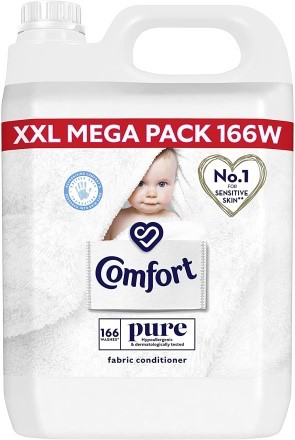 XXL MEGA PACK 166W
No.1
FOR
SENSITIVE
SKIN**
Comfort
166
WASHES*
pure
Hypoallergenic
& dermatologically tested
fabric conditioner